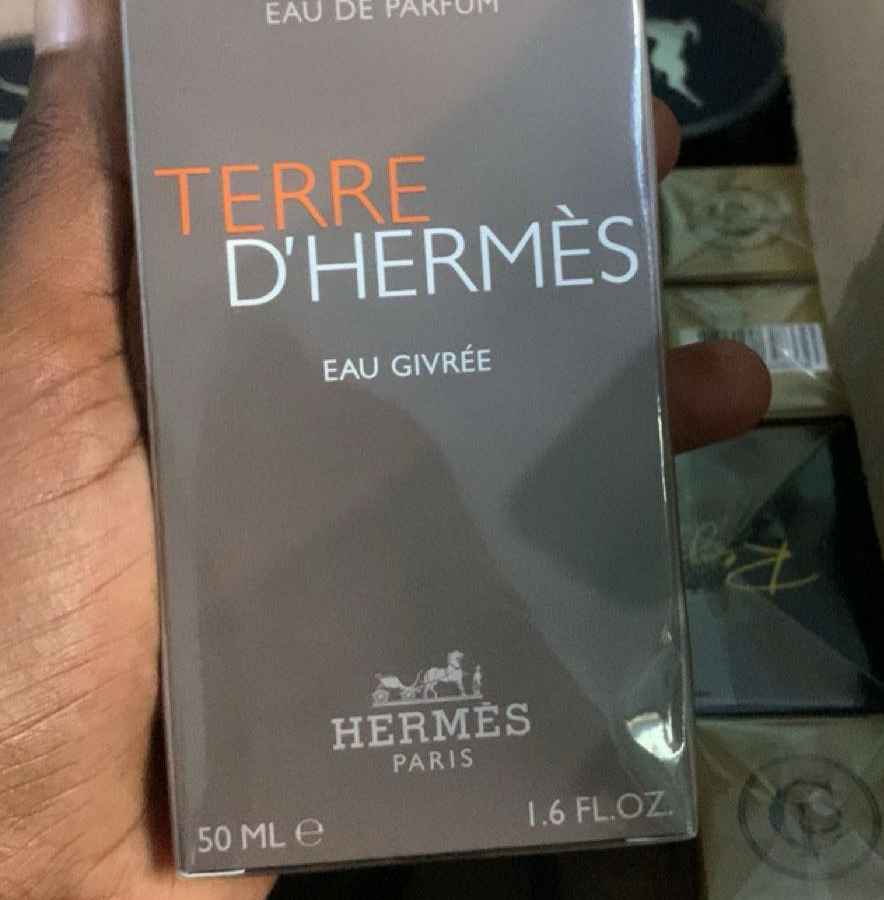 EAU DE PARFUM
TERRE
D'HERMÈS
EAU GIVRÉE
HERMÈS
PARIS
50 ML ℮
1.6 FL.OZ.